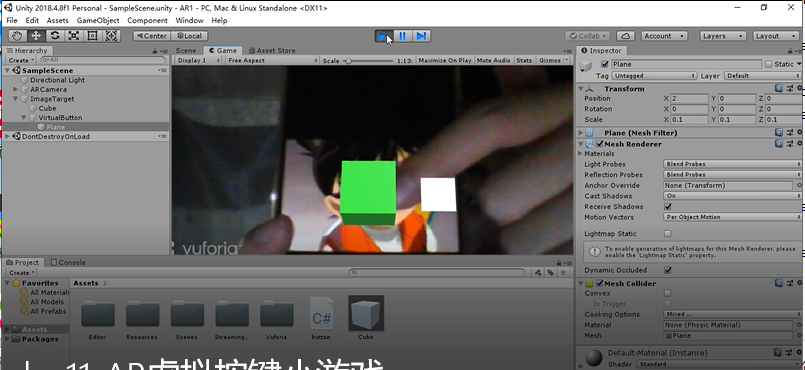 Unity 2018.4.8f1 Personal - SampleScene.unity - AR1 - PC, Mac & Linux Standalone <DX11>
File Edit Assets GameObject Component Window Help
Center Local Collab Account Layers Layout
Hierarchy
Create All
SampleScene
Directional Light
ARCamera
ImageTarget
Cube
VirtualButton
Plane
DontDestroyOnLoad
Scene Game Asset Store
Display 1 Free Aspect Scale 1.13: Maximize On Play Mute Audio Stats Gizmos
vuforia
Inspector
Plane Static
Tag Untagged Layer Default
Transform
Position X 2 Y 0 Z 0
Rotation X 0 Y 0 Z 0
Scale X 0.1 Y 0.1 Z 0.1
Plane (Mesh Filter)
Mesh Renderer
Materials
Light Probes Blend Probes
Reflection Probes Blend Probes
Anchor Override None (Transform)
Cast Shadows On
Receive Shadows
Motion Vectors Per Object Motion
Lightmap Static
To enable generation of lightmaps for this Mesh Renderer, please
enable the 'Lightmap Static' property.
Dynamic Occluded
Mesh Collider
Convex
Is Trigger
Cooking Options Mixed ...
Material None (Physic Material)
Mesh Plane
Default-Material (Instance)
Shader Standard
Project Console
Create
Favorites
All Materials
All Models
All Prefabs
Assets
Packages
Assets
C#
Editor Resources Scenes Streaming... Vuforia button Cube
11 AR虚拟按键小游戏